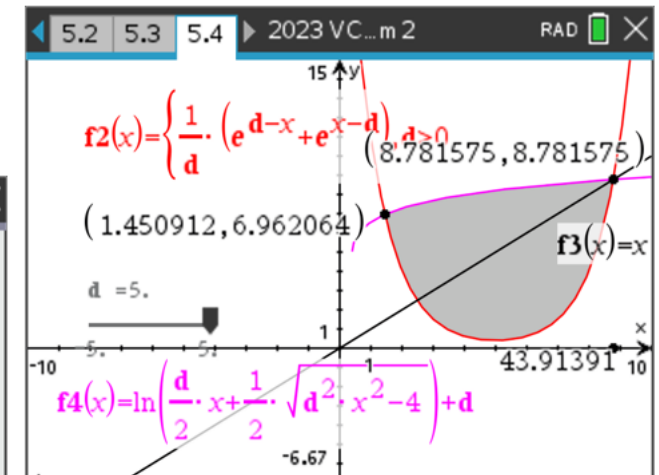 5.2 5.3 5.4 2023 VC...m 2 RAD
15 y
f2(x)={1/d·(e^(d−x)+e^(x−d)),d>0
(8.781575,8.781575)
(1.450912,6.962064)
f3(x)=x
d =5.
-5. 5.
1
x
-10 1 43.91391 10
f4(x)=ln(d/2·x+1/2·√(d²·x²−4))+d
-6.67